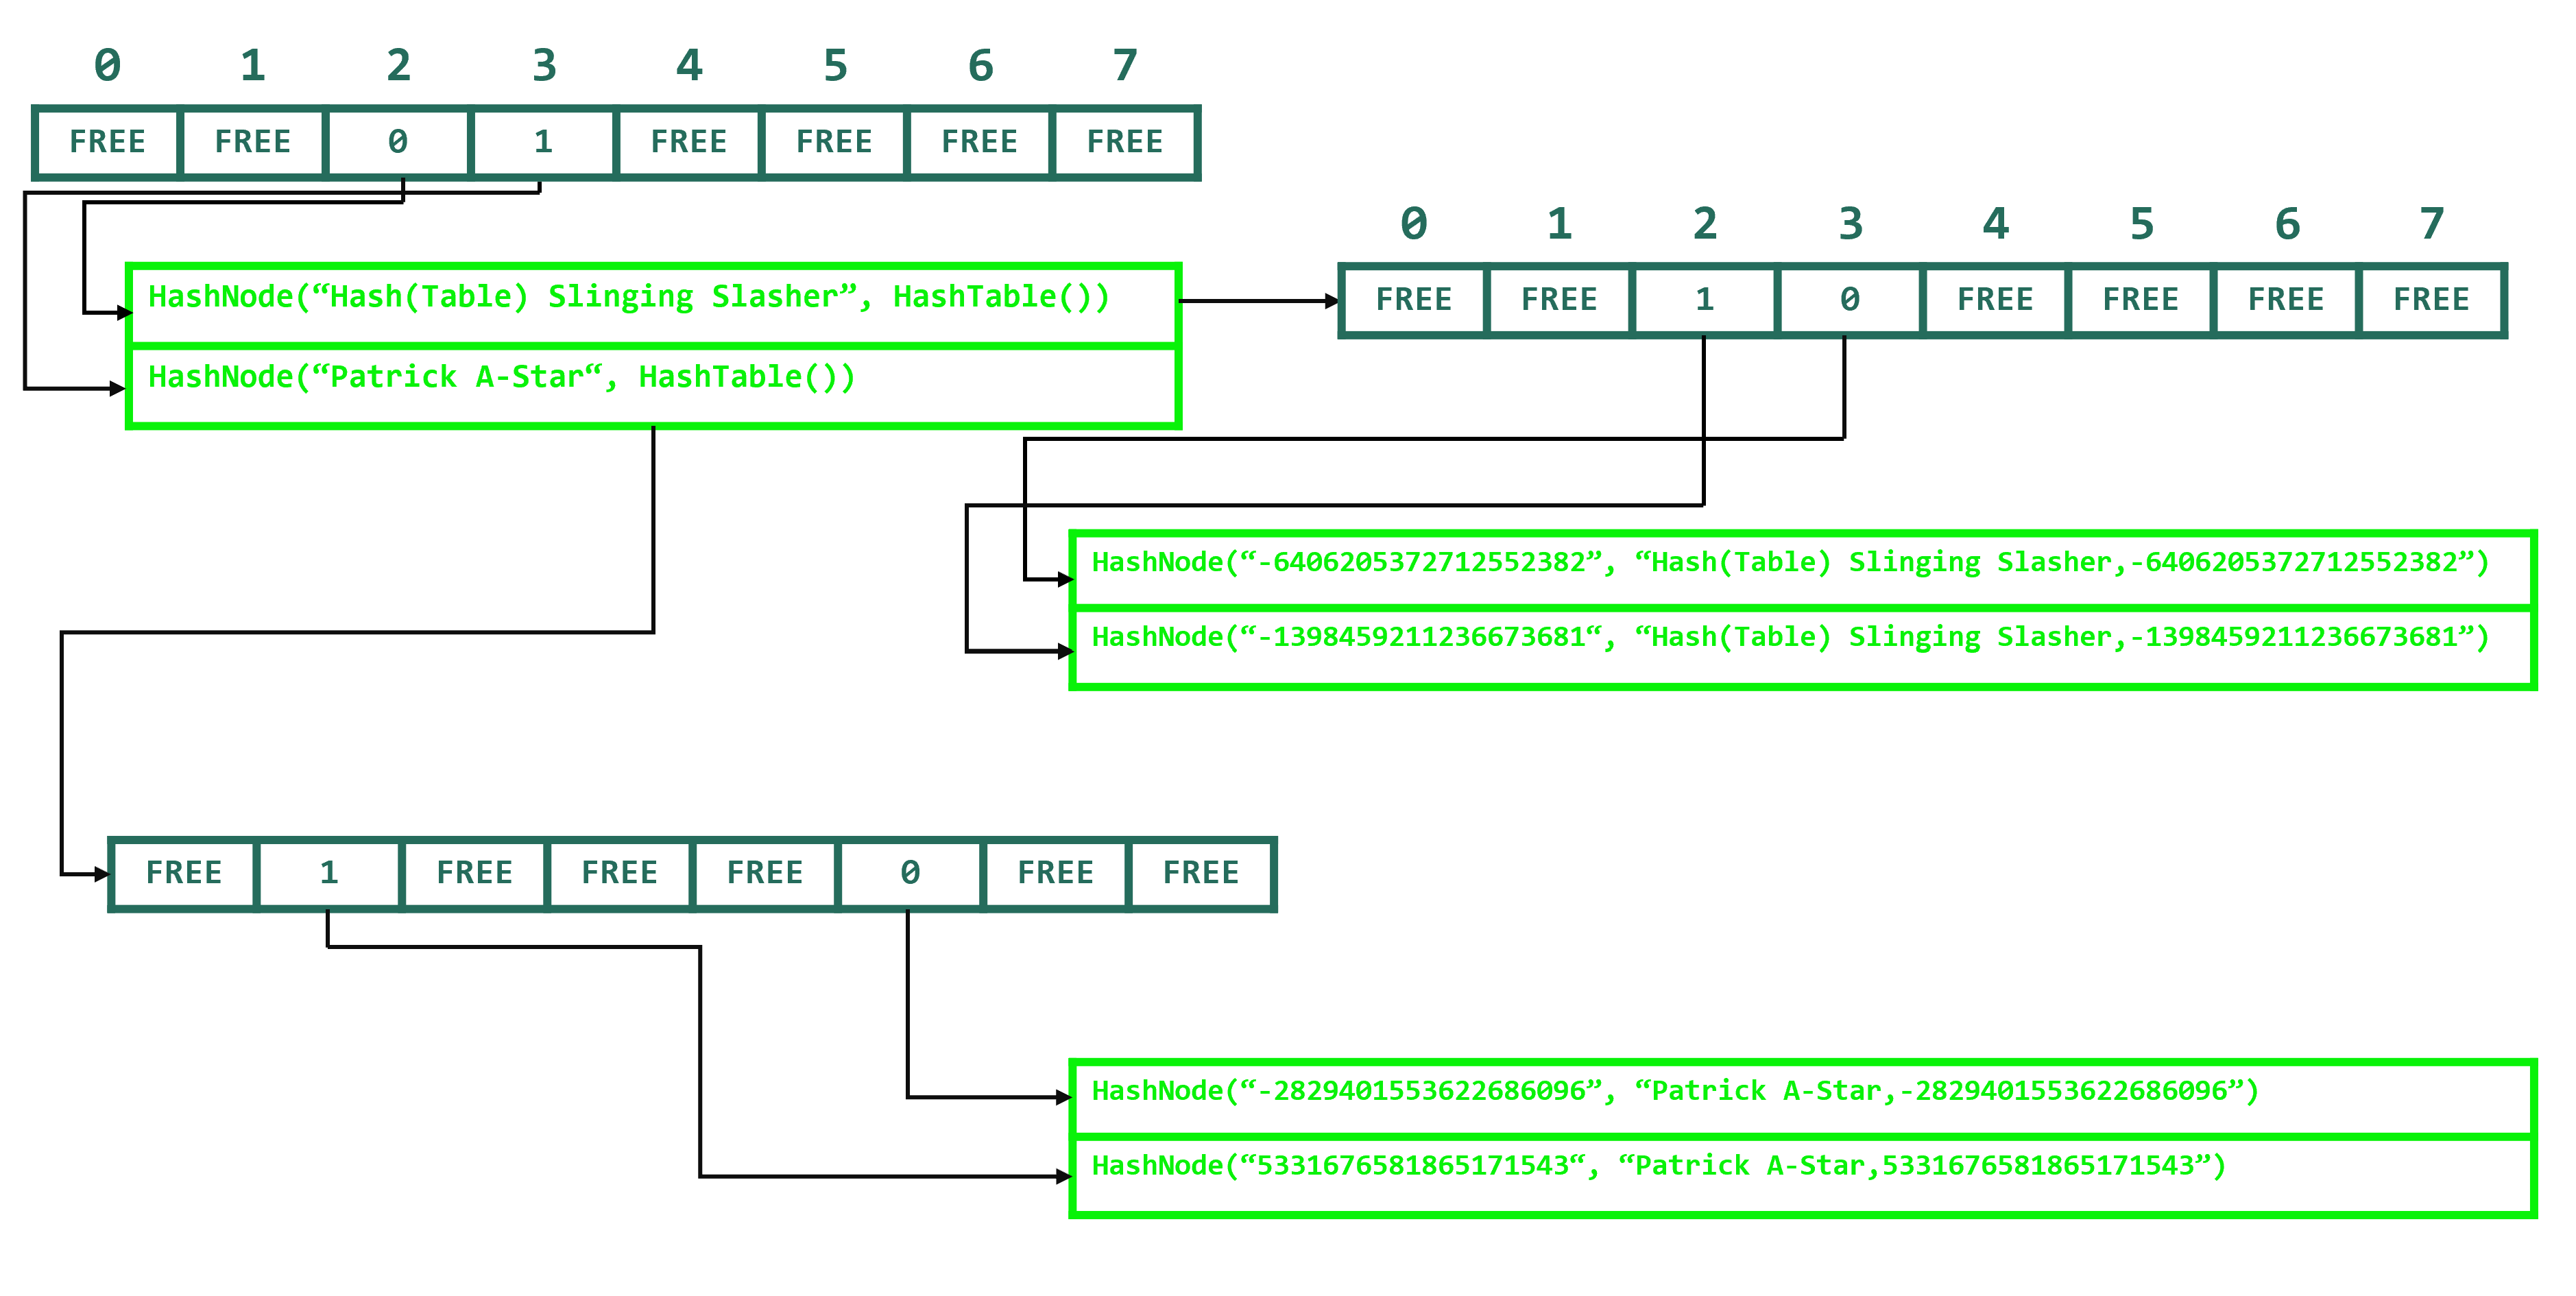 0 1 2 3 4 5 6 7
FREE FREE 0 1 FREE FREE FREE FREE
0 1 2 3 4 5 6 7
FREE FREE 1 0 FREE FREE FREE FREE
HashNode(“Hash(Table) Slinging Slasher”, HashTable())
HashNode(“Patrick A-Star“, HashTable())
HashNode(“-6406205372712552382”, “Hash(Table) Slinging Slasher,-6406205372712552382”)
HashNode(“-1398459211236673681“, “Hash(Table) Slinging Slasher,-1398459211236673681”)
FREE 1 FREE FREE FREE 0 FREE FREE
HashNode(“-2829401553622686096”, “Patrick A-Star,-2829401553622686096”)
HashNode(“5331676581865171543“, “Patrick A-Star,5331676581865171543”)